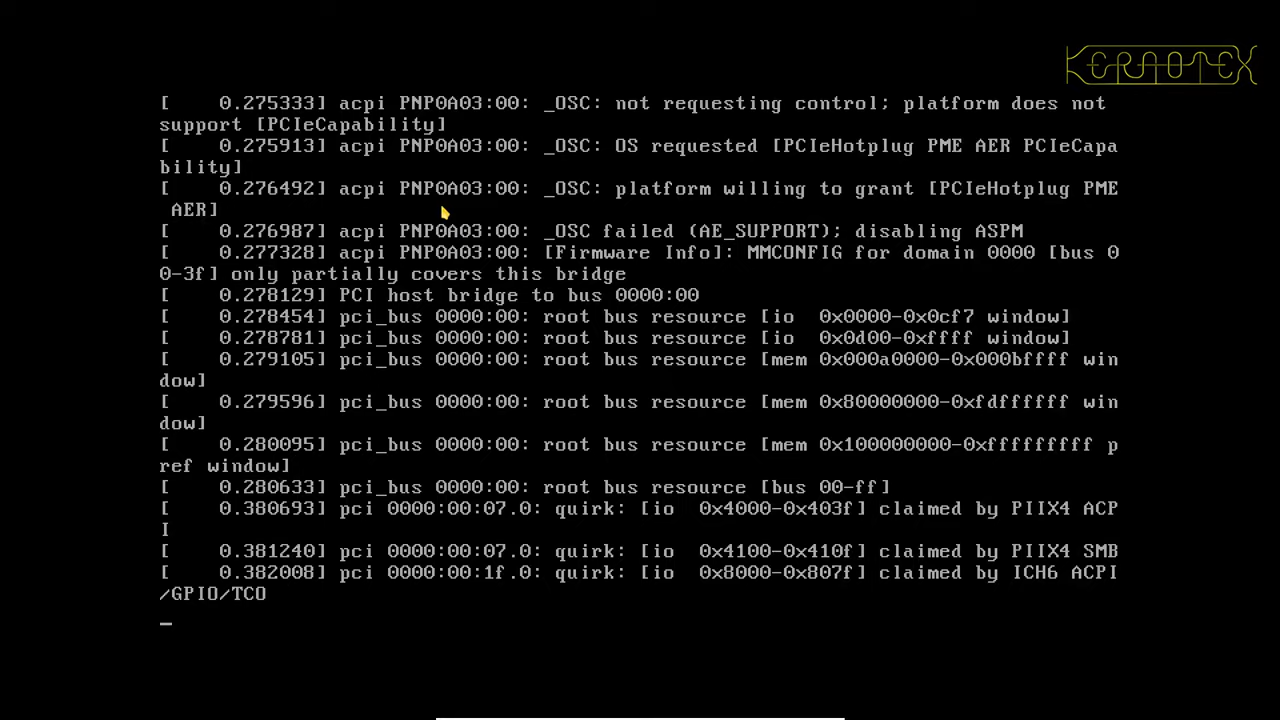 KERNOTEX
[    0.275333] acpi PNP0A03:00: _OSC: not requesting control; platform does not
support [PCIeCapability]
[    0.275913] acpi PNP0A03:00: _OSC: OS requested [PCIeHotplug PME AER PCIeCapa
bility]
[    0.276492] acpi PNP0A03:00: _OSC: platform willing to grant [PCIeHotplug PME
 AER]
[    0.276987] acpi PNP0A03:00: _OSC failed (AE_SUPPORT); disabling ASPM
[    0.277328] acpi PNP0A03:00: [Firmware Info]: MMCONFIG for domain 0000 [bus 0
0-3f] only partially covers this bridge
[    0.278129] PCI host bridge to bus 0000:00
[    0.278454] pci_bus 0000:00: root bus resource [io  0x0000-0x0cf7 window]
[    0.278781] pci_bus 0000:00: root bus resource [io  0x0d00-0xffff window]
[    0.279105] pci_bus 0000:00: root bus resource [mem 0x000a0000-0x000bffff win
dow]
[    0.279596] pci_bus 0000:00: root bus resource [mem 0x80000000-0xfdffffff win
dow]
[    0.280095] pci_bus 0000:00: root bus resource [mem 0x100000000-0xfffffffff p
ref window]
[    0.280633] pci_bus 0000:00: root bus resource [bus 00-ff]
[    0.380693] pci 0000:00:07.0: quirk: [io  0x4000-0x403f] claimed by PIIX4 ACP
I
[    0.381240] pci 0000:00:07.0: quirk: [io  0x4100-0x410f] claimed by PIIX4 SMB
[    0.382008] pci 0000:00:1f.0: quirk: [io  0x8000-0x807f] claimed by ICH6 ACPI
/GPIO/TCO
_